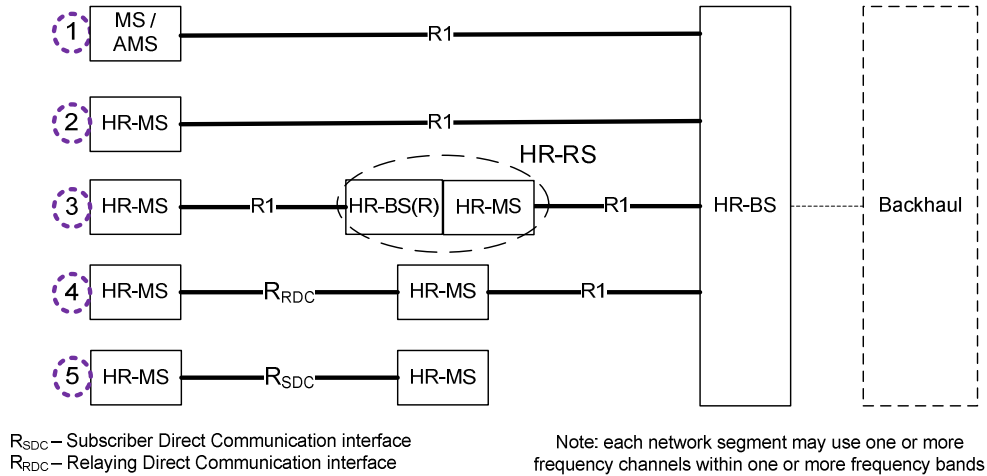 1
MS /
AMS
R1
2
HR-MS
R1
HR-RS
3
HR-MS
R1
HR-BS(R)
HR-MS
R1
HR-BS
Backhaul
4
HR-MS
RRDC
HR-MS
R1
5
HR-MS
RSDC
HR-MS
RSDC – Subscriber Direct Communication interface
RRDC – Relaying Direct Communication interface
Note: each network segment may use one or more
frequency channels within one or more frequency bands